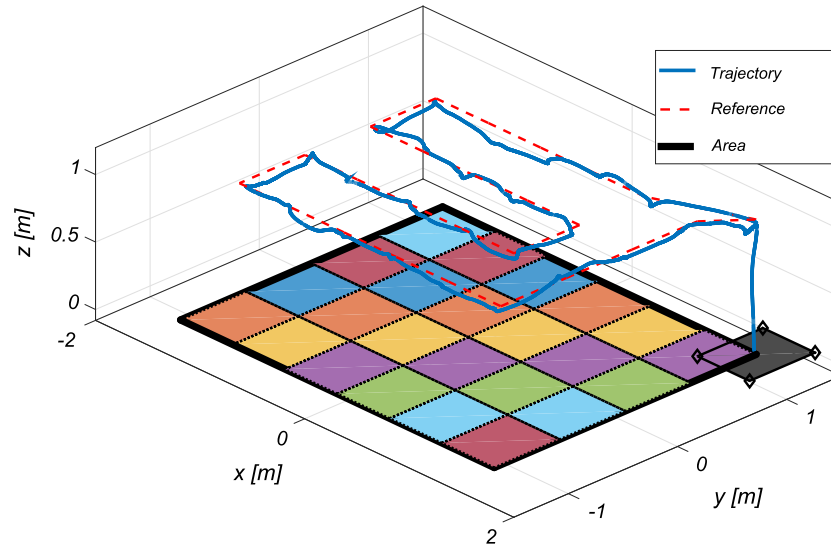 Trajectory
Reference
Area
1
0.5
0
z [m]
-2
0
2
x [m]
-1
0
1
y [m]